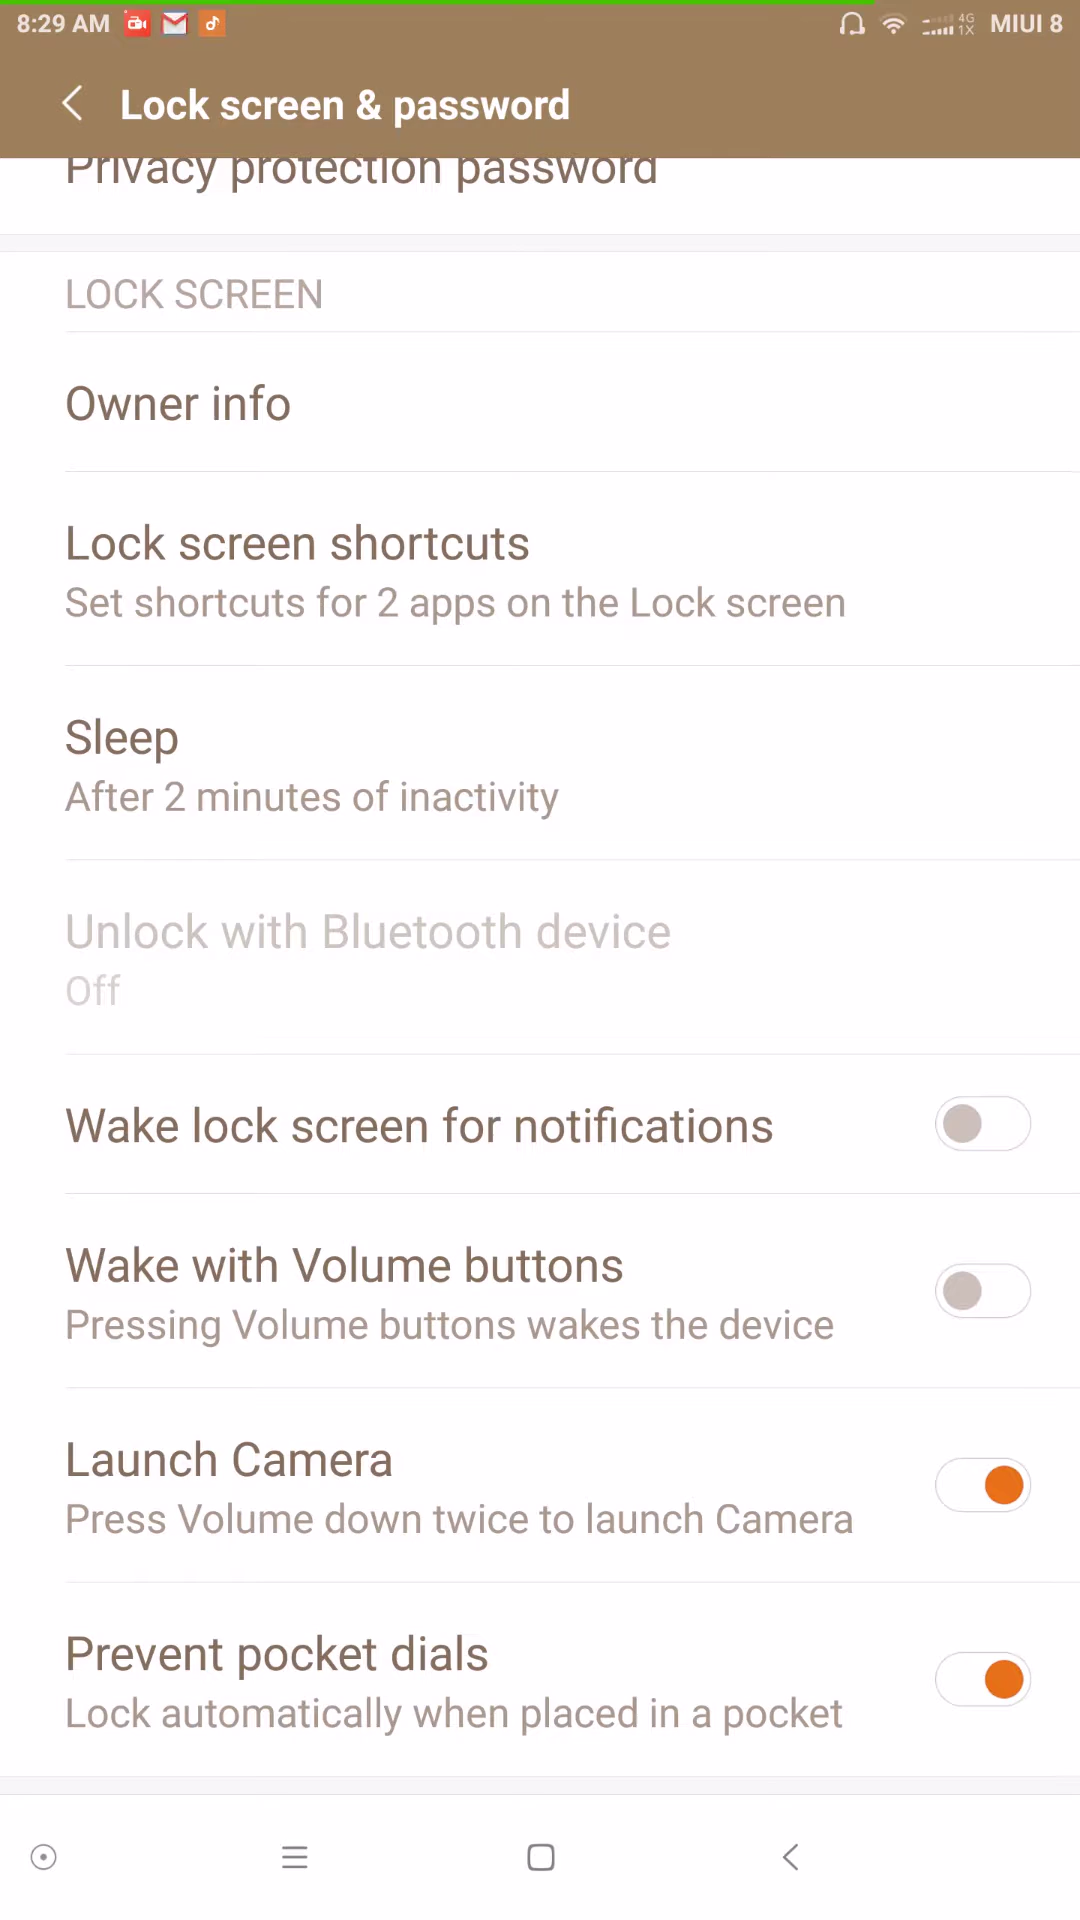 8:29 AM 4G 1X MIUI 8
Lock screen & password
Privacy protection password
LOCK SCREEN
Owner info
Lock screen shortcuts
Set shortcuts for 2 apps on the Lock screen
Sleep
After 2 minutes of inactivity
Unlock with Bluetooth device
Off
Wake lock screen for notifications
Wake with Volume buttons
Pressing Volume buttons wakes the device
Launch Camera
Press Volume down twice to launch Camera
Prevent pocket dials
Lock automatically when placed in a pocket